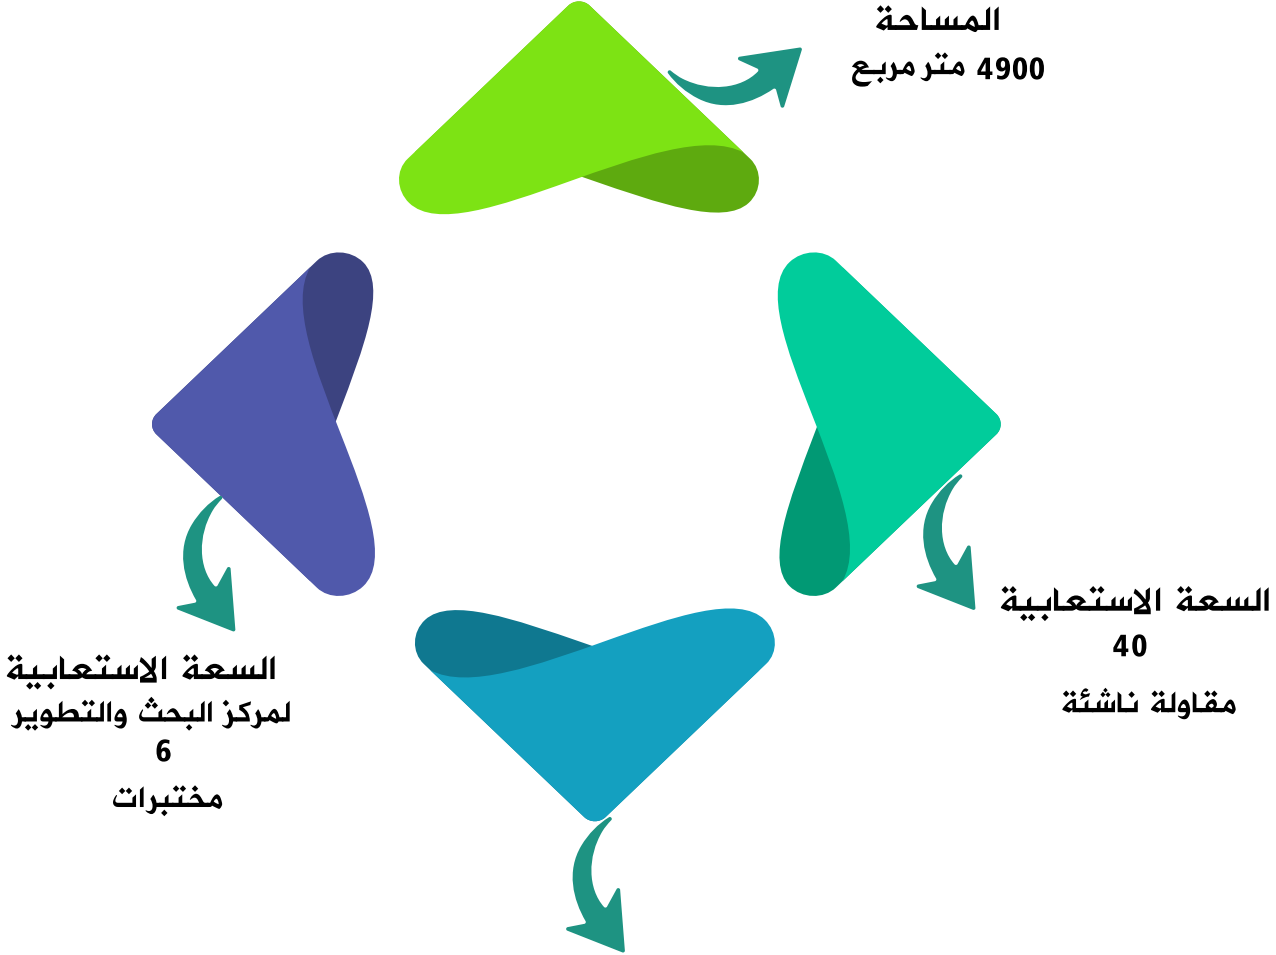 المساحة
4900 متر مربع
السعة الاستعابية
40
مقاولة ناشئة
السعة الاستعابية
لمركز البحث والتطوير
6
مختبرات